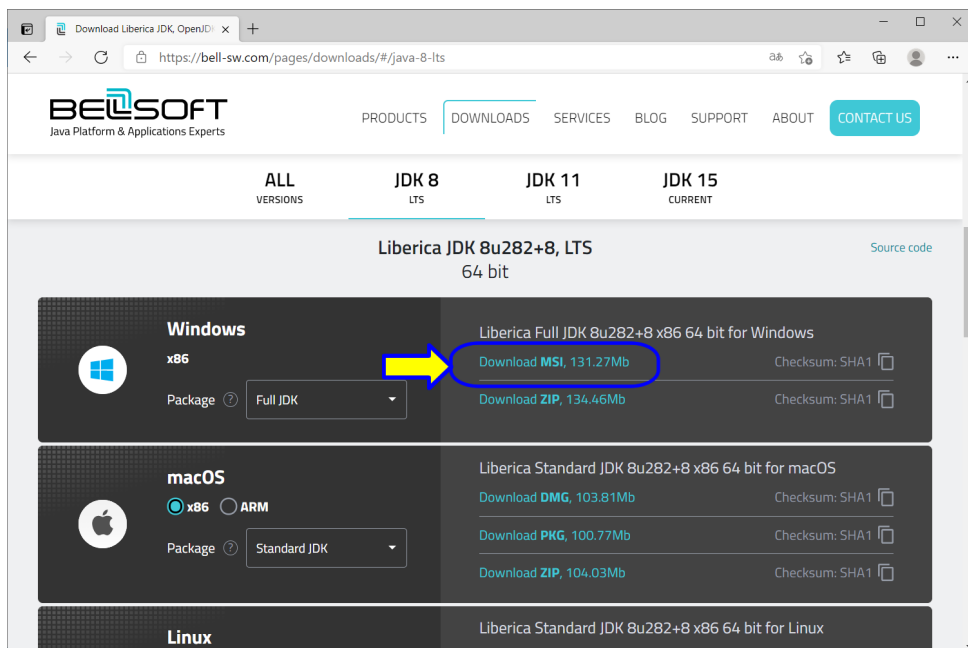 Download Liberica JDK, OpenJD
https://bell-sw.com/pages/downloads/#/java-8-lts
BELLSOFT
Java Platform & Applications Experts
PRODUCTS DOWNLOADS SERVICES BLOG SUPPORT ABOUT CONTACT US
ALL JDK 8 JDK 11 JDK 15
VERSIONS LTS LTS CURRENT
Liberica JDK 8u282+8, LTS
Source code
64 bit
Windows
x86
Package ? Full JDK
Liberica Full JDK 8u282+8 x86 64 bit for Windows
Download MSI, 131.27Mb Checksum: SHA1
Download ZIP, 134.46Mb Checksum: SHA1
macOS
x86 ARM
Package ? Standard JDK
Liberica Standard JDK 8u282+8 x86 64 bit for macOS
Download DMG, 103.81Mb Checksum: SHA1
Download PKG, 100.77Mb Checksum: SHA1
Download ZIP, 104.03Mb Checksum: SHA1
Linux
Liberica Standard JDK 8u282+8 x86 64 bit for Linux